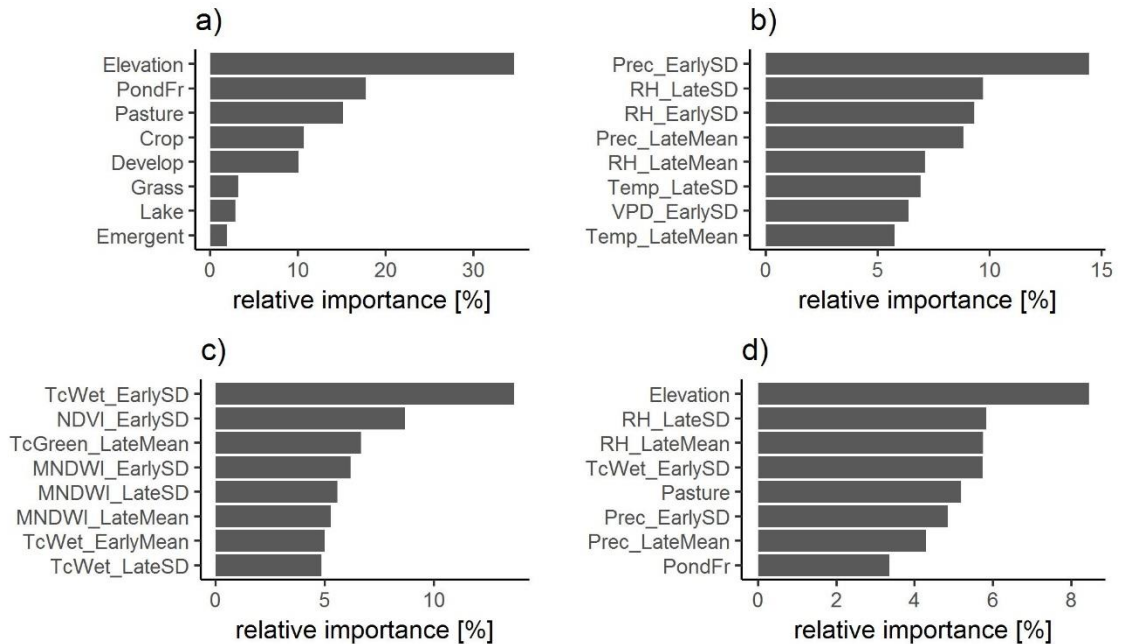 a)
Elevation
PondFr
Pasture
Crop
Develop
Grass
Lake
Emergent
0 10 20 30
relative importance [%]
b)
Prec_EarlySD
RH_LateSD
RH_EarlySD
Prec_LateMean
RH_LateMean
Temp_LateSD
VPD_EarlySD
Temp_LateMean
0 5 10 15
relative importance [%]
c)
TcWet_EarlySD
NDVI_EarlySD
TcGreen_LateMean
MNDWI_EarlySD
MNDWI_LateSD
MNDWI_LateMean
TcWet_EarlyMean
TcWet_LateSD
0 5 10
relative importance [%]
d)
Elevation
RH_LateSD
RH_LateMean
TcWet_EarlySD
Pasture
Prec_EarlySD
Prec_LateMean
PondFr
0 2 4 6 8
relative importance [%]